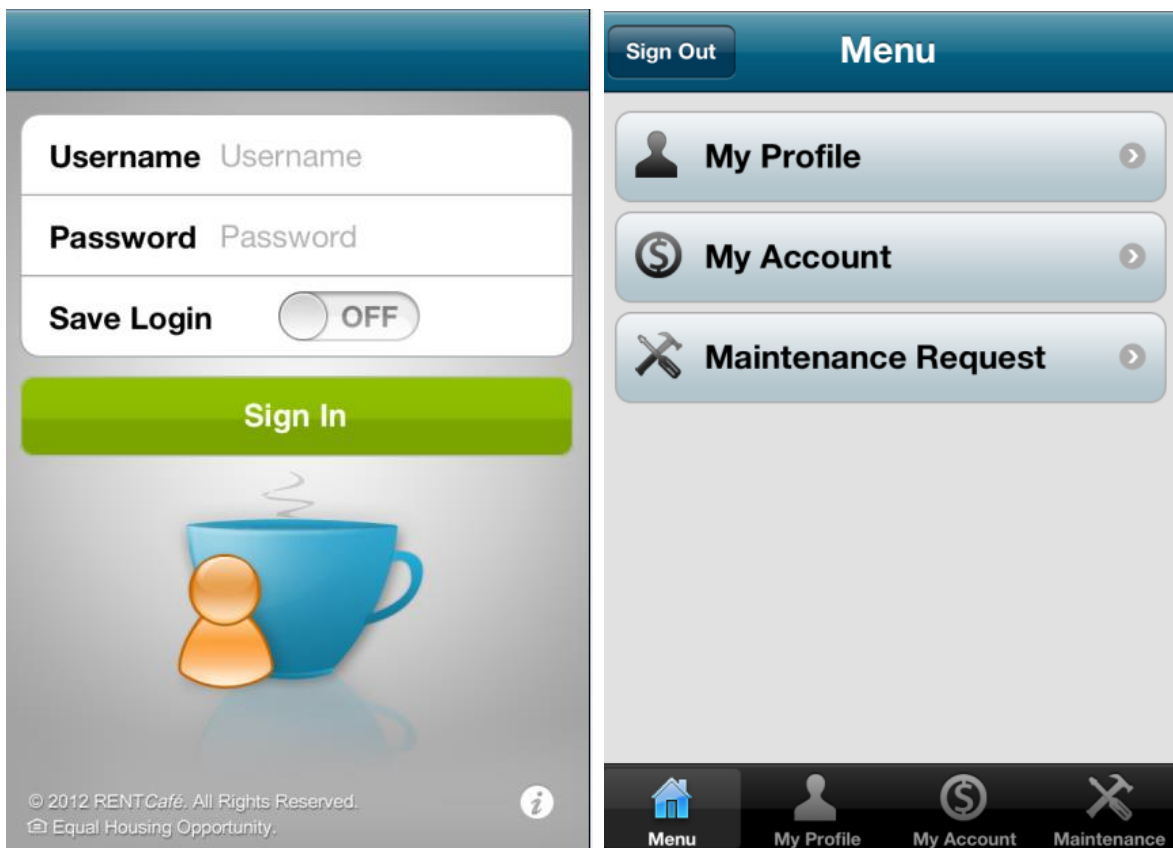 Username Username
Password Password
Save Login OFF
Sign In
© 2012 RENTCafé. All Rights Reserved.
Equal Housing Opportunity.
i
Sign Out Menu
My Profile
$ My Account
Maintenance Request
Menu My Profile $ My Account Maintenance